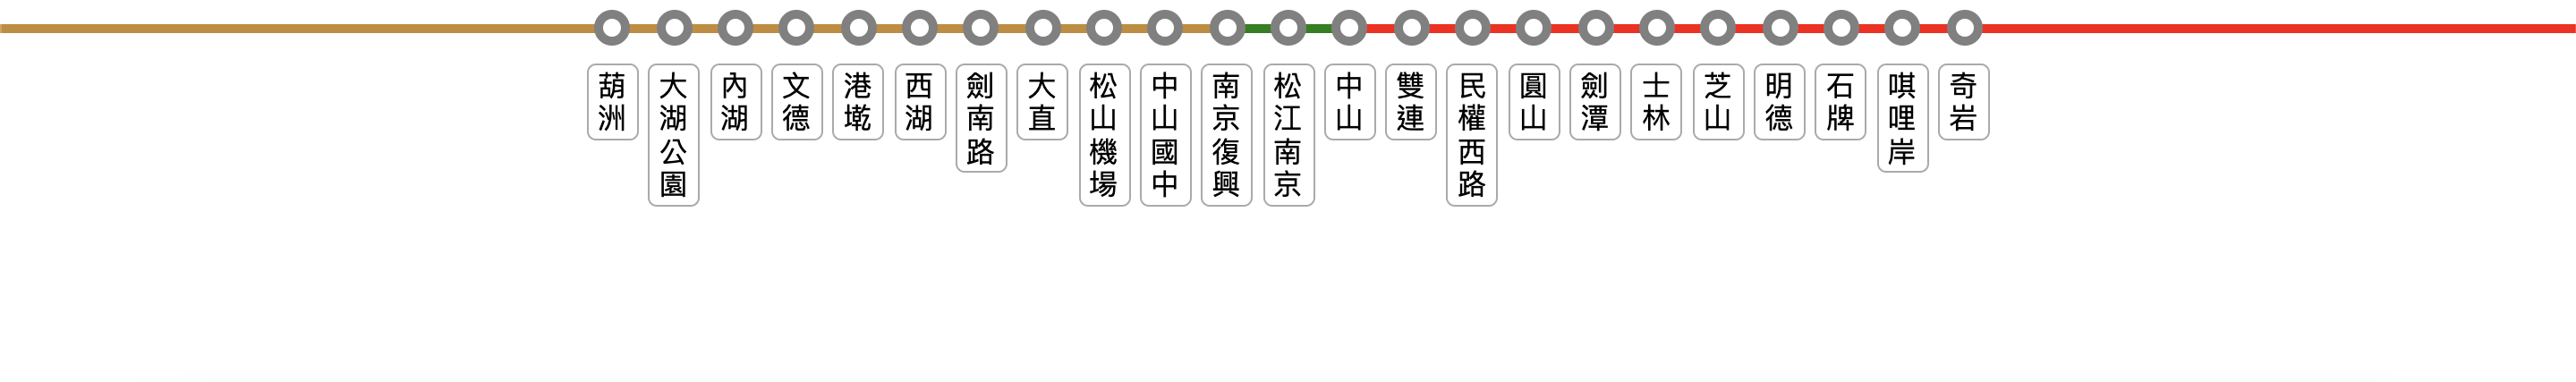 葫洲
大湖公園
內湖
文德
港墘
西湖
劍南路
大直
松山機場
中山國中
南京復興
松江南京
中山
雙連
民權西路
圓山
劍潭
士林
芝山
明德
石牌
唭哩岸
奇岩